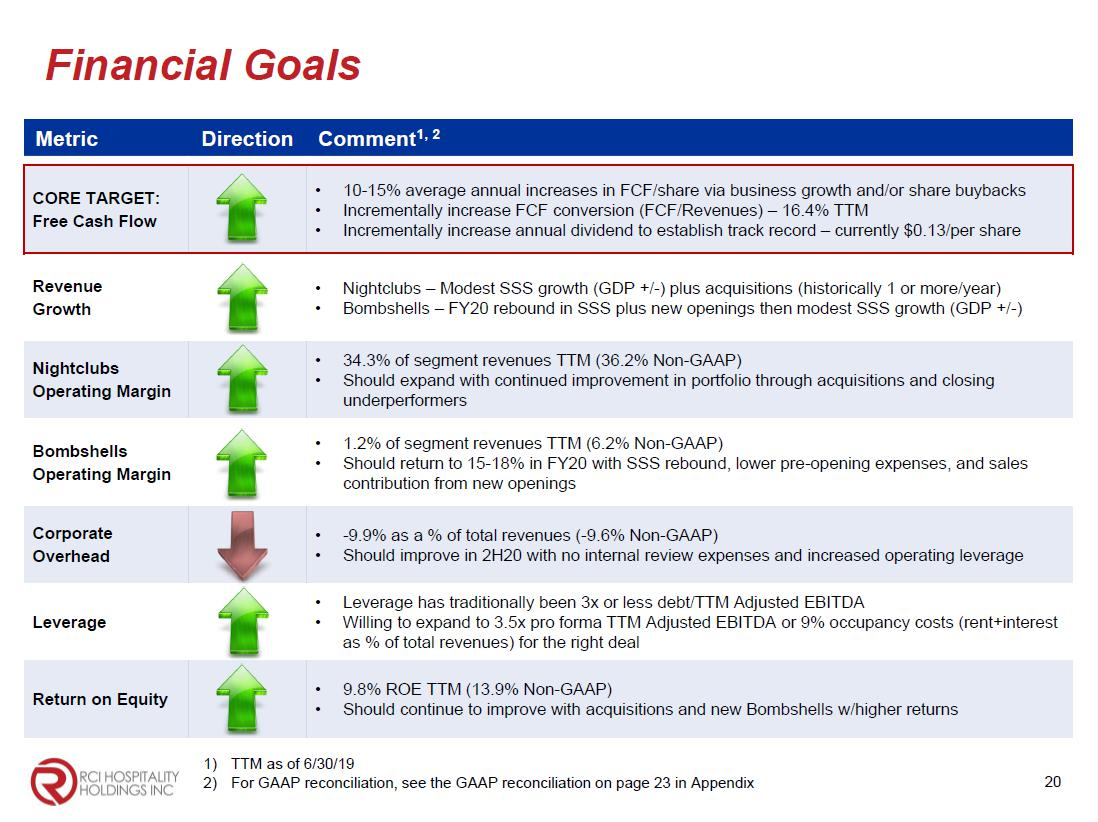 Financial Goals
Metric Direction Comment1, 2
CORE TARGET:
Free Cash Flow
• 10-15% average annual increases in FCF/share via business growth and/or share buybacks
• Incrementally increase FCF conversion (FCF/Revenues) – 16.4% TTM
• Incrementally increase annual dividend to establish track record – currently $0.13/per share
Revenue
Growth
• Nightclubs – Modest SSS growth (GDP +/-) plus acquisitions (historically 1 or more/year)
• Bombshells – FY20 rebound in SSS plus new openings then modest SSS growth (GDP +/-)
Nightclubs
Operating Margin
• 34.3% of segment revenues TTM (36.2% Non-GAAP)
• Should expand with continued improvement in portfolio through acquisitions and closing
underperformers
Bombshells
Operating Margin
• 1.2% of segment revenues TTM (6.2% Non-GAAP)
• Should return to 15-18% in FY20 with SSS rebound, lower pre-opening expenses, and sales
contribution from new openings
Corporate
Overhead
• -9.9% as a % of total revenues (-9.6% Non-GAAP)
• Should improve in 2H20 with no internal review expenses and increased operating leverage
Leverage
• Leverage has traditionally been 3x or less debt/TTM Adjusted EBITDA
• Willing to expand to 3.5x pro forma TTM Adjusted EBITDA or 9% occupancy costs (rent+interest
as % of total revenues) for the right deal
Return on Equity
• 9.8% ROE TTM (13.9% Non-GAAP)
• Should continue to improve with acquisitions and new Bombshells w/higher returns
RCI HOSPITALITY
HOLDINGS INC
1) TTM as of 6/30/19
2) For GAAP reconciliation, see the GAAP reconciliation on page 23 in Appendix
20